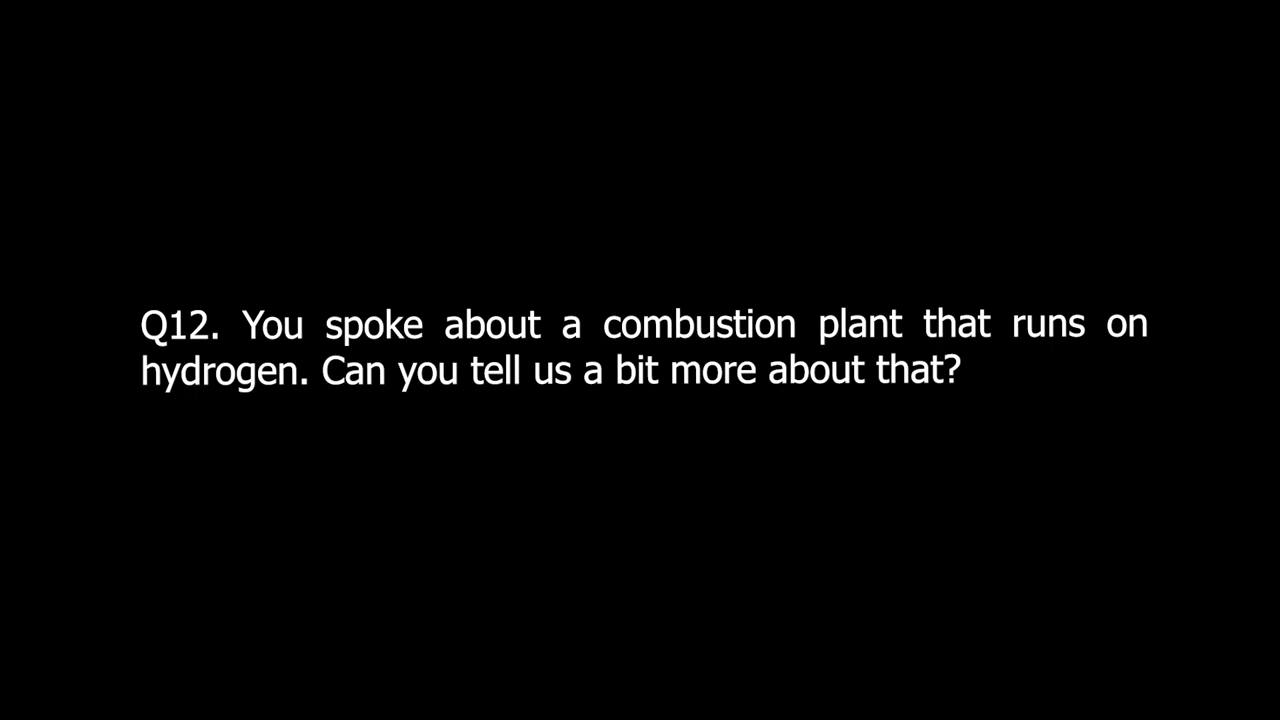 Q12. You spoke about a combustion plant that runs on
hydrogen. Can you tell us a bit more about that?